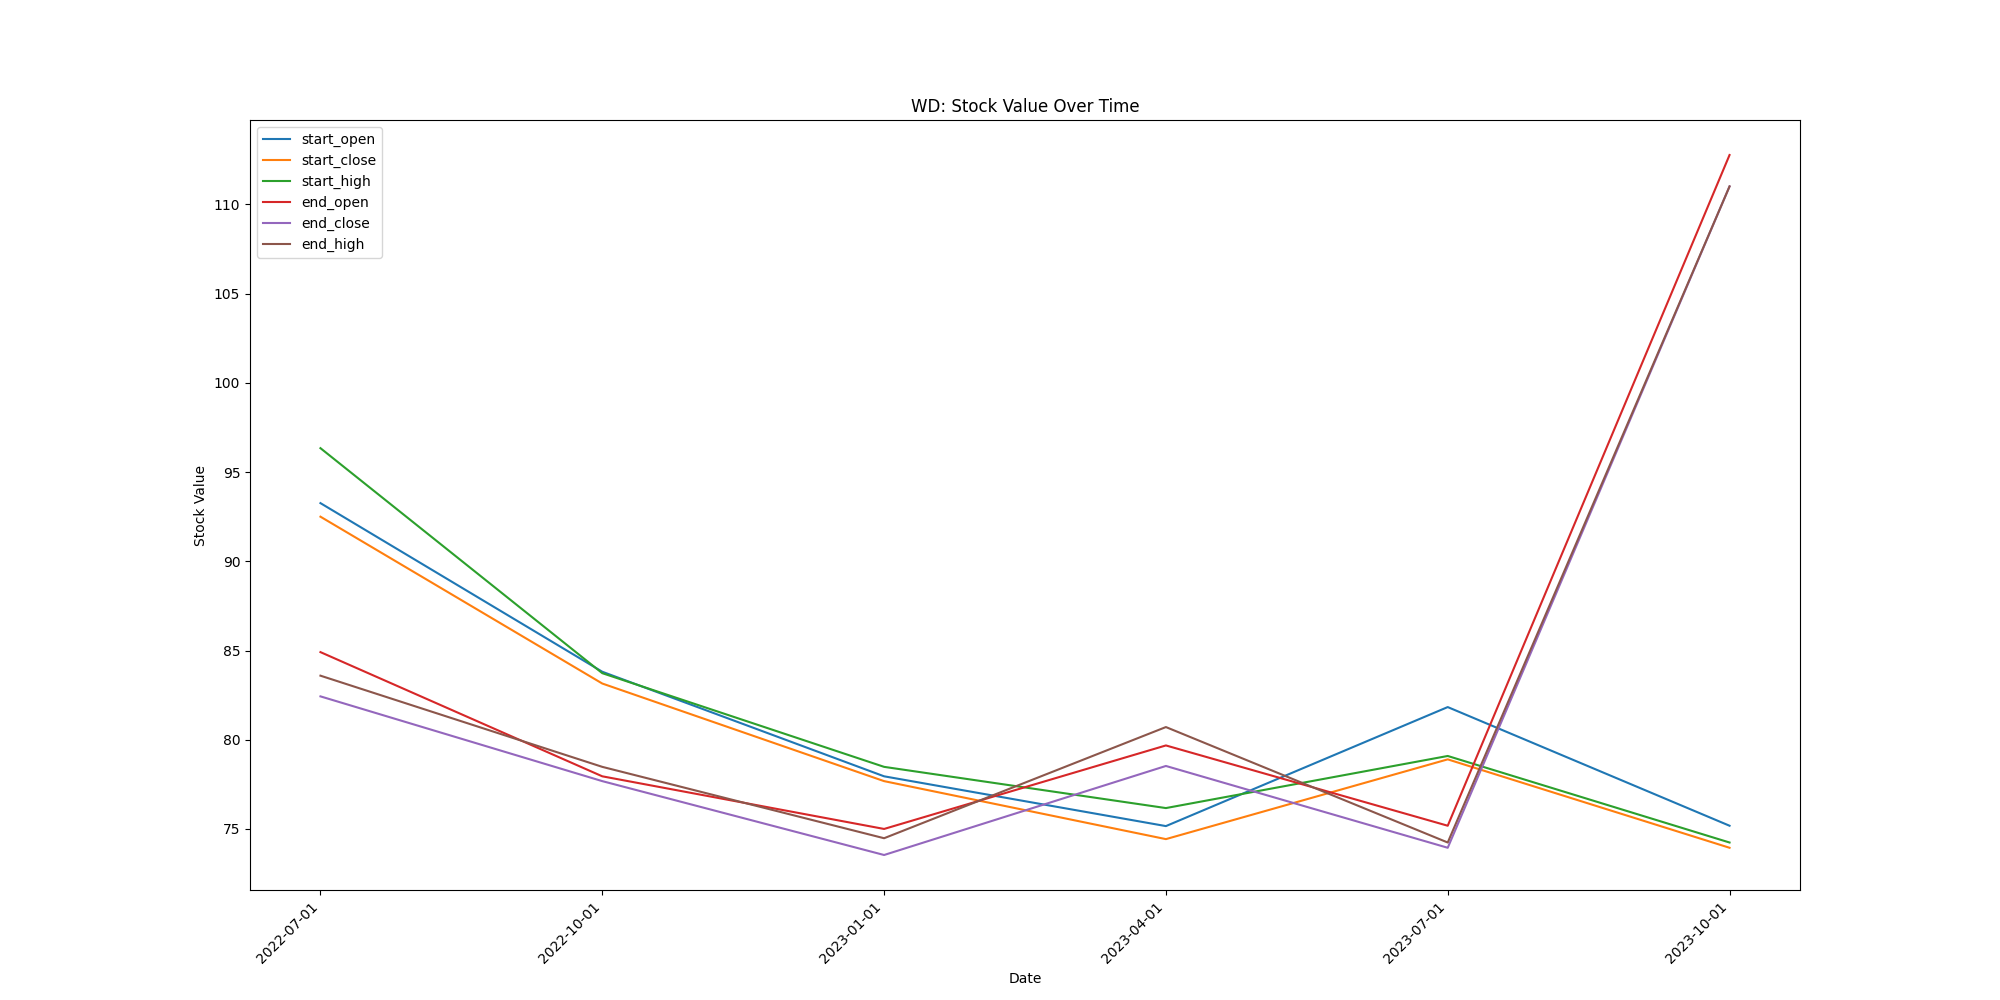 WD: Stock Value Over Time
start_open
start_close
start_high
end_open
end_close
end_high
110
105
100
95
90
85
80
75
Stock Value
2022-07-01
2022-10-01
2023-01-01
2023-04-01
2023-07-01
2023-10-01
Date